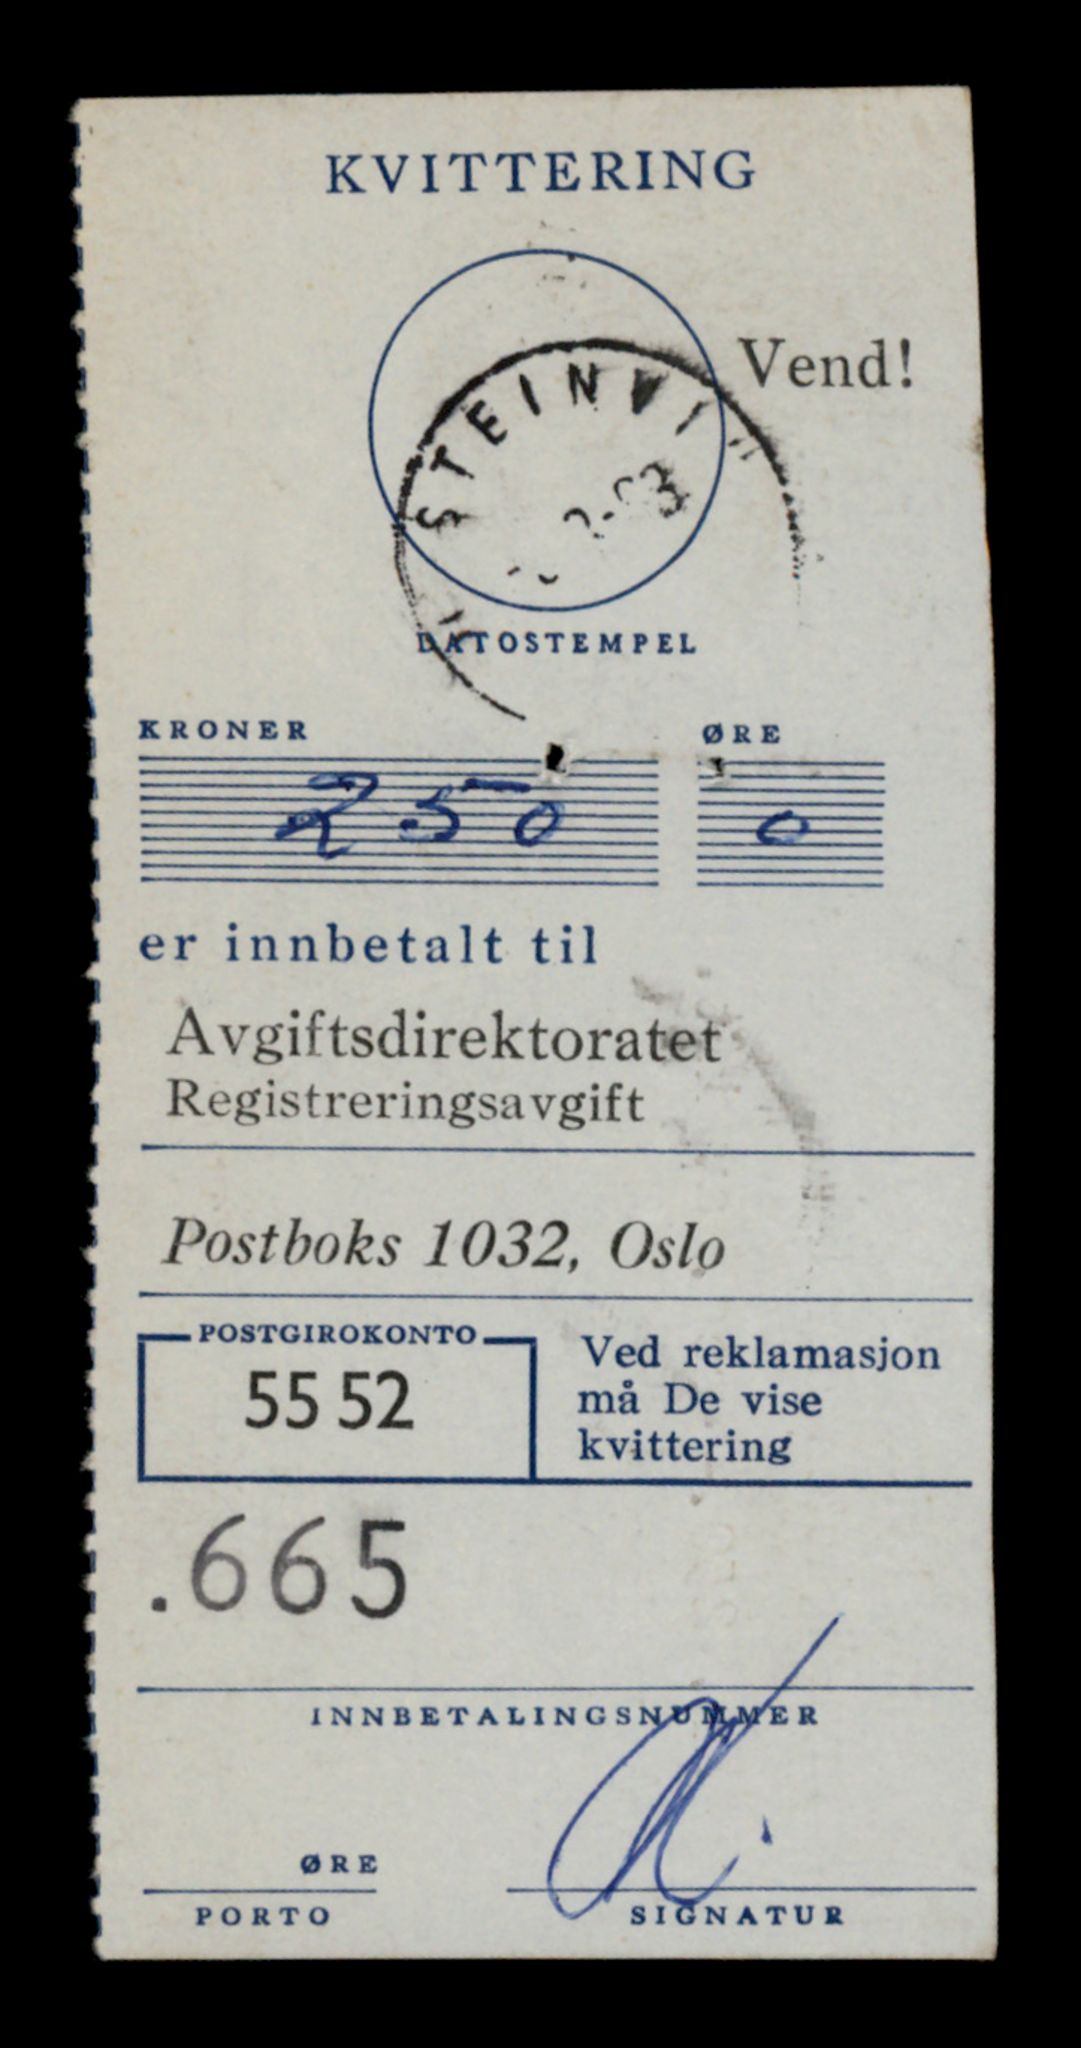 KVITTERING
Vend!
DATOSTEMPEL
KRONER ØRE
250 0
er innbetalt til
Avgiftsdirektoratet
Registreringsavgift
Postboks 1032, Oslo
POSTGIROKONTO
55 52
Ved reklamasjon
må De vise
kvittering
.665
INNBETALINGSNUMMER
ØRE
PORTO
SIGNATUR